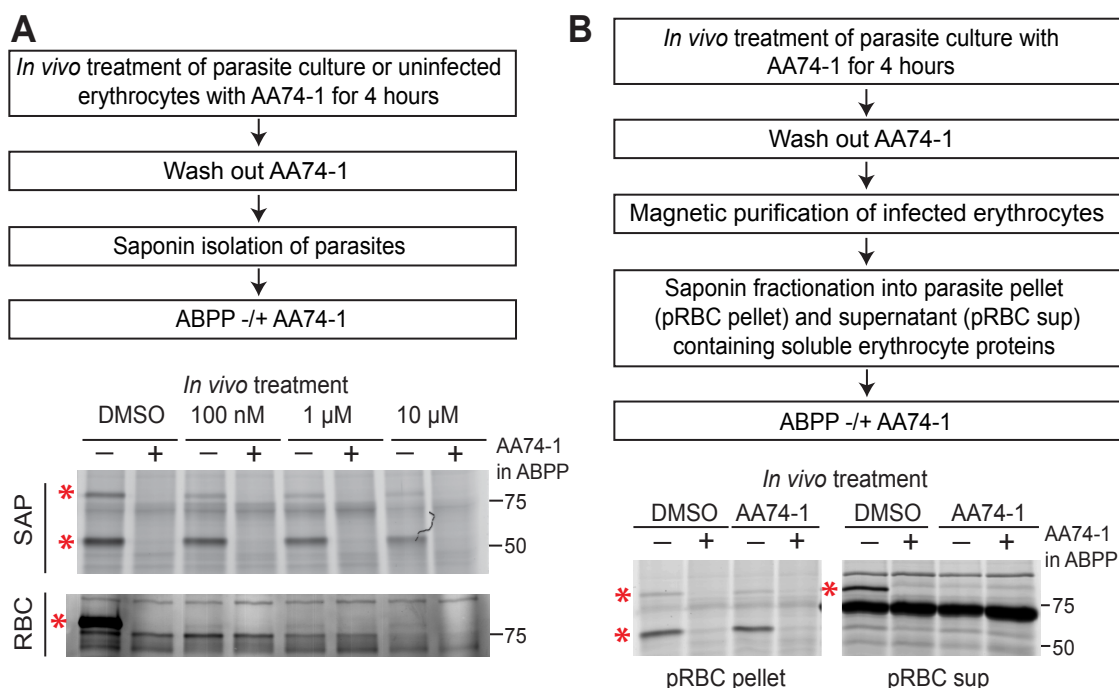 A
In vivo treatment of parasite culture or uninfected
erythrocytes with AA74-1 for 4 hours
Wash out AA74-1
Saponin isolation of parasites
ABPP -/+ AA74-1
In vivo treatment
DMSO 100 nM 1 µM 10 µM
– + – + – + – +
AA74-1
in ABPP
SAP
*
*
75
50
RBC
*
75
B
In vivo treatment of parasite culture with
AA74-1 for 4 hours
Wash out AA74-1
Magnetic purification of infected erythrocytes
Saponin fractionation into parasite pellet
(pRBC pellet) and supernatant (pRBC sup)
containing soluble erythrocyte proteins
ABPP -/+ AA74-1
In vivo treatment
DMSO AA74-1 DMSO AA74-1
– + – + – + – +
AA74-1
in ABPP
*
*
*
75
50
pRBC pellet pRBC sup